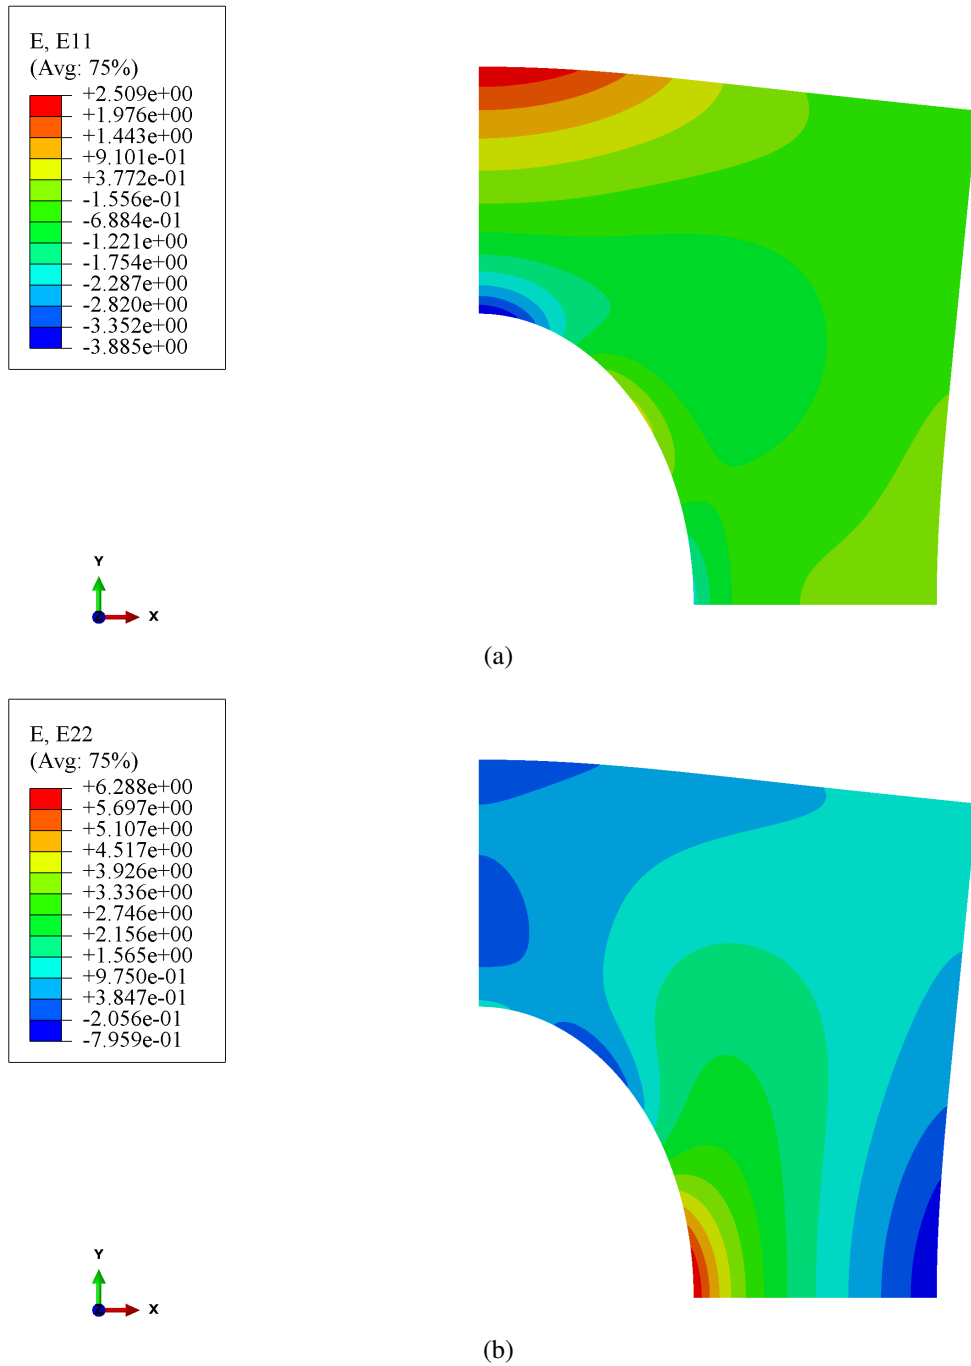 E, E11
(Avg: 75%)
+2.509e+00
+1.976e+00
+1.443e+00
+9.101e-01
+3.772e-01
-1.556e-01
-6.884e-01
-1.221e+00
-1.754e+00
-2.287e+00
-2.820e+00
-3.352e+00
-3.885e+00
Y
X
(a)
E, E22
(Avg: 75%)
+6.288e+00
+5.697e+00
+5.107e+00
+4.517e+00
+3.926e+00
+3.336e+00
+2.746e+00
+2.156e+00
+1.565e+00
+9.750e-01
+3.847e-01
-2.056e-01
-7.959e-01
Y
X
(b)